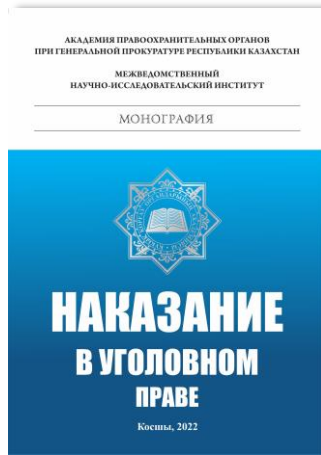 АКАДЕМИЯ ПРАВООХРАНИТЕЛЬНЫХ ОРГАНОВ
ПРИ ГЕНЕРАЛЬНОЙ ПРОКУРАТУРЕ РЕСПУБЛИКИ КАЗАХСТАН
МЕЖВЕДОМСТВЕННЫЙ
НАУЧНО-ИССЛЕДОВАТЕЛЬСКИЙ ИНСТИТУТ
МОНОГРАФИЯ
НАКАЗАНИЕ
В УГОЛОВНОМ
ПРАВЕ
Косшы, 2022